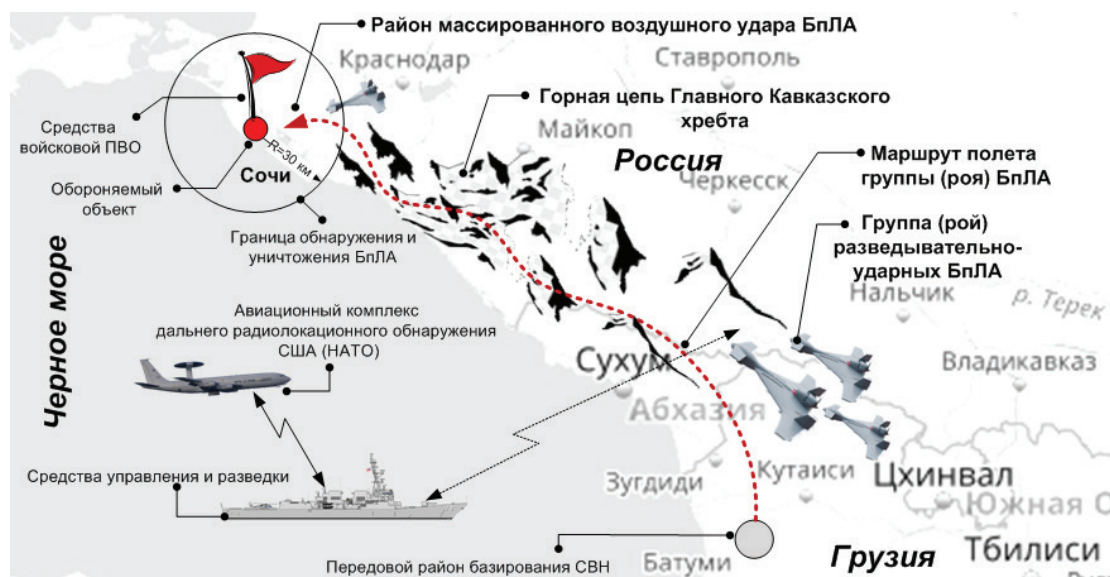 Район массированного воздушного удара БпЛА
Краснодар
Ставрополь
Горная цепь Главного Кавказского
хребта
Майкоп
Россия
Черкесск
Маршрут полета
группы (роя) БпЛА
Группа (рой)
разведывательно-
ударных БпЛА
Средства
войсковой ПВО
R=30 км
Сочи
Обороняемый
объект
Граница обнаружения и
уничтожения БпЛА
Черное море
Авиационный комплекс
дальнего радиолокационного обнаружения
США (НАТО)
Нальчик
р. Терек
Владикавказ
Сухум
Абхазия
Средства управления и разведки
Зугдиди
Кутаиси
Цхинвал
Южная О
Передовой район базирования СВН
Батуми
Грузия
Тбилиси